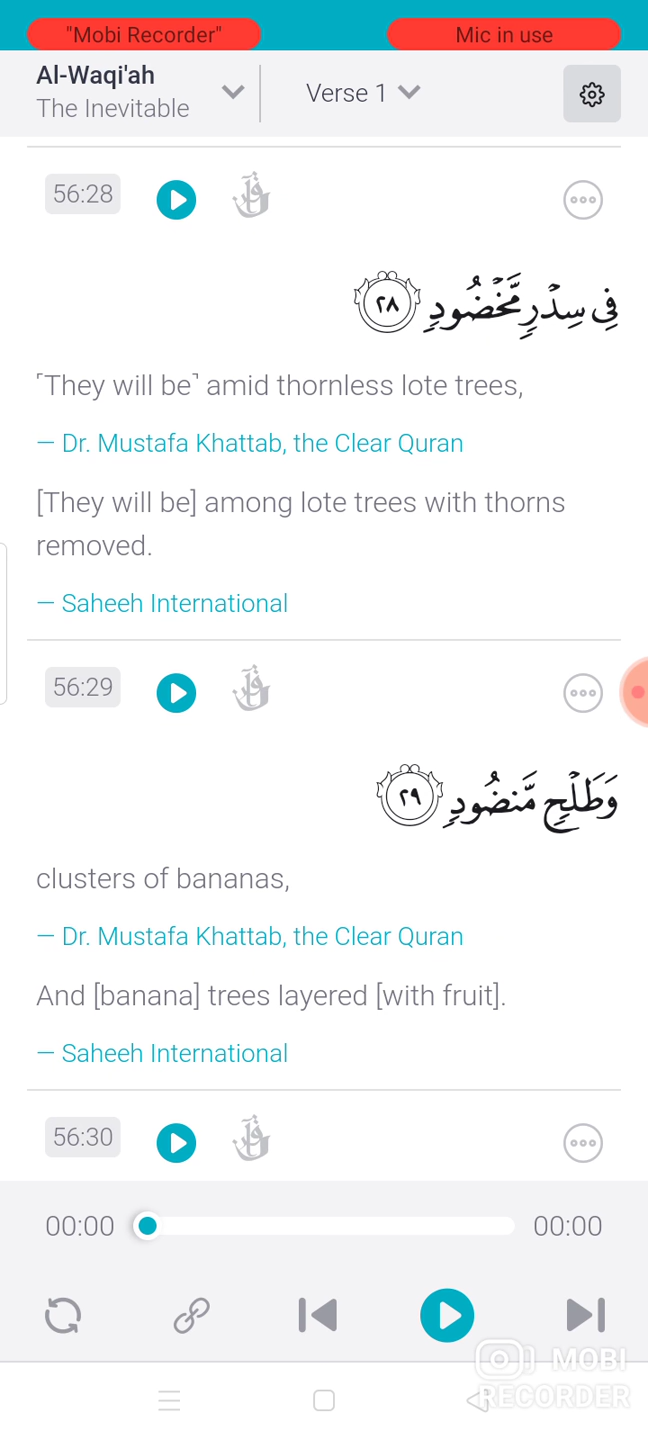 "Mobi Recorder" Mic in use
Al-Waqi'ah
The Inevitable
Verse 1
56:28
فِي سِدْرٍ مَّخْضُودٍ ٢٨
⸢They will be⸣ amid thornless lote trees,
— Dr. Mustafa Khattab, the Clear Quran
[They will be] among lote trees with thorns
removed.
— Saheeh International
56:29
وَطَلْحٍ مَّنضُودٍ ٢٩
clusters of bananas,
— Dr. Mustafa Khattab, the Clear Quran
And [banana] trees layered [with fruit].
— Saheeh International
56:30
00:00 00:00
MOBI
RECORDER